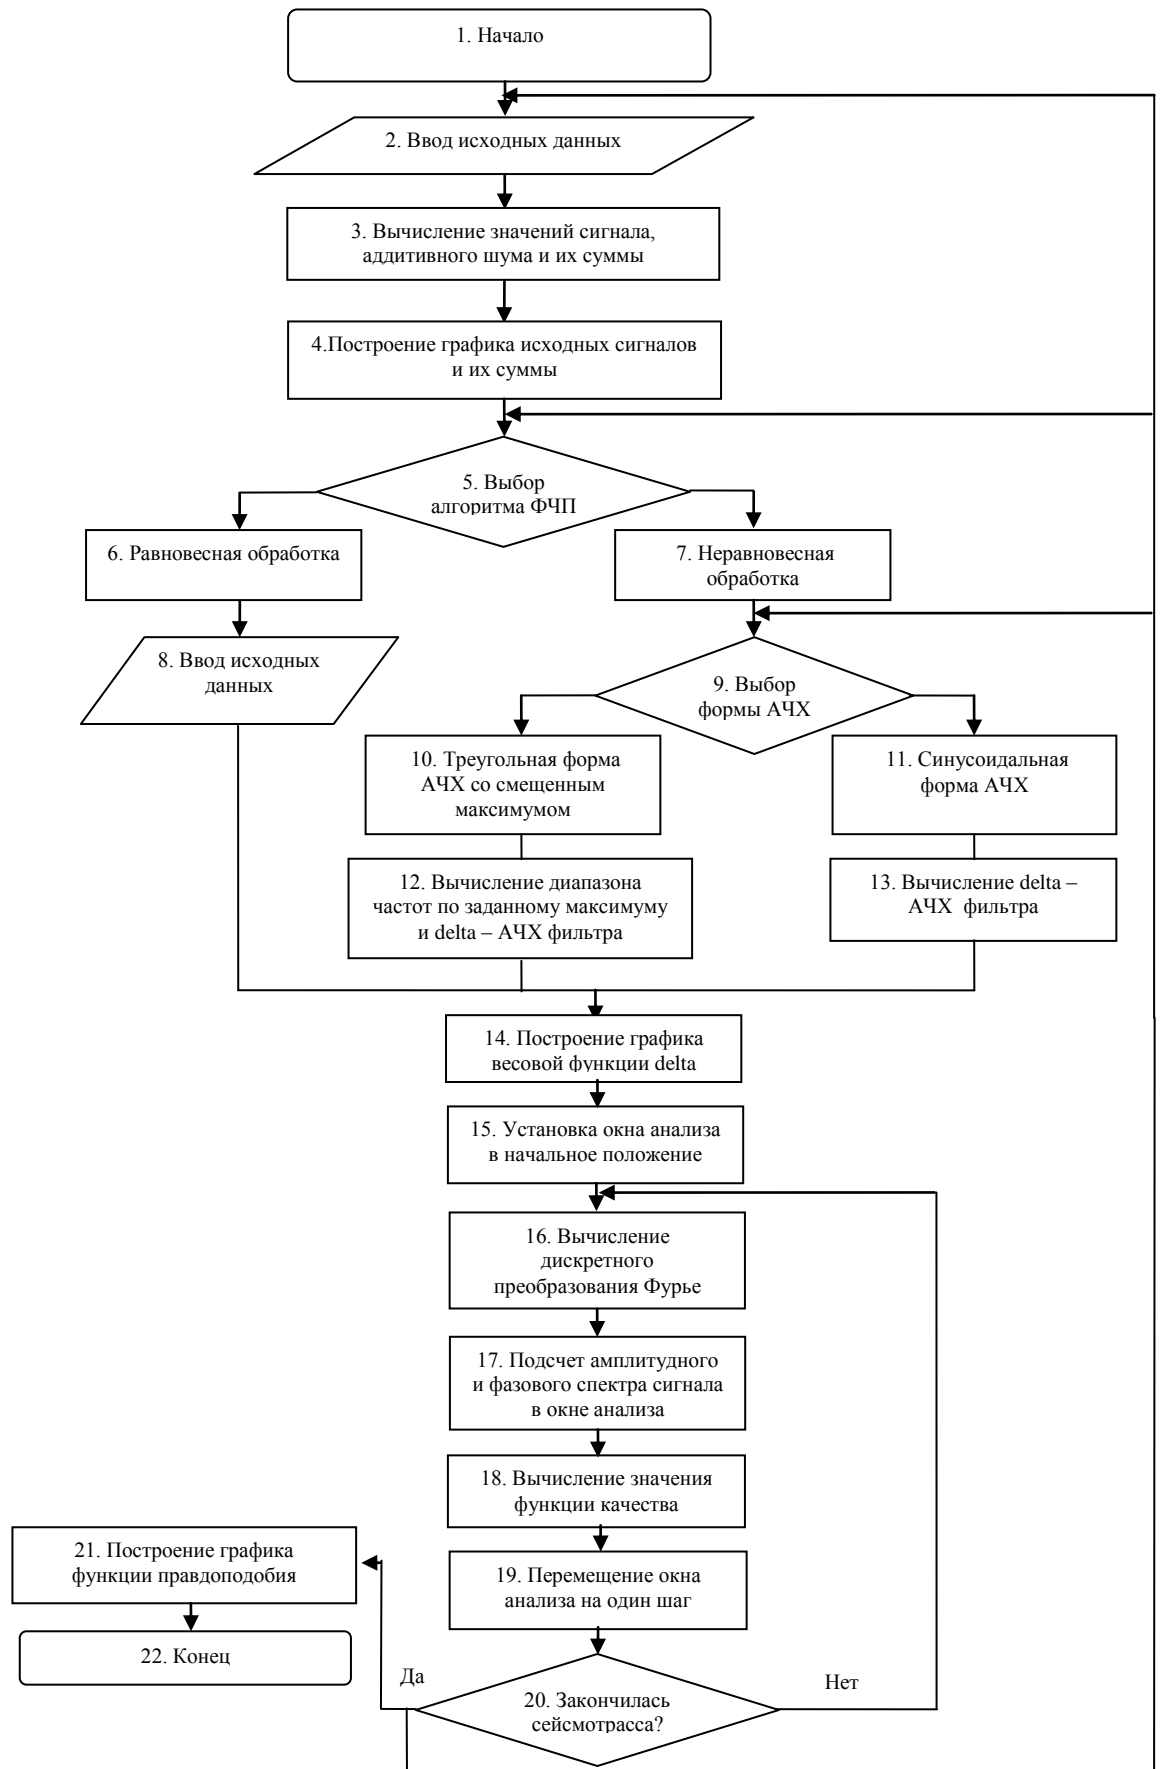 1. Начало
2. Ввод исходных данных
3. Вычисление значений сигнала,
аддитивного шума и их суммы
4.Построение графика исходных сигналов
и их суммы
5. Выбор
алгоритма ФЧП
6. Равновесная обработка
7. Неравновесная
обработка
8. Ввод исходных
данных
9. Выбор
формы АЧХ
10. Треугольная форма
АЧХ со смещенным
максимумом
11. Синусоидальная
форма АЧХ
12. Вычисление диапазона
частот по заданному максимуму
и delta – АЧХ фильтра
13. Вычисление delta –
АЧХ фильтра
14. Построение графика
весовой функции delta
15. Установка окна анализа
в начальное положение
16. Вычисление
дискретного
преобразования Фурье
17. Подсчет амплитудного
и фазового спектра сигнала
в окне анализа
18. Вычисление значения
функции качества
19. Перемещение окна
анализа на один шаг
20. Закончилась
сейсмотрасса?
Да
Нет
21. Построение графика
функции правдоподобия
22. Конец